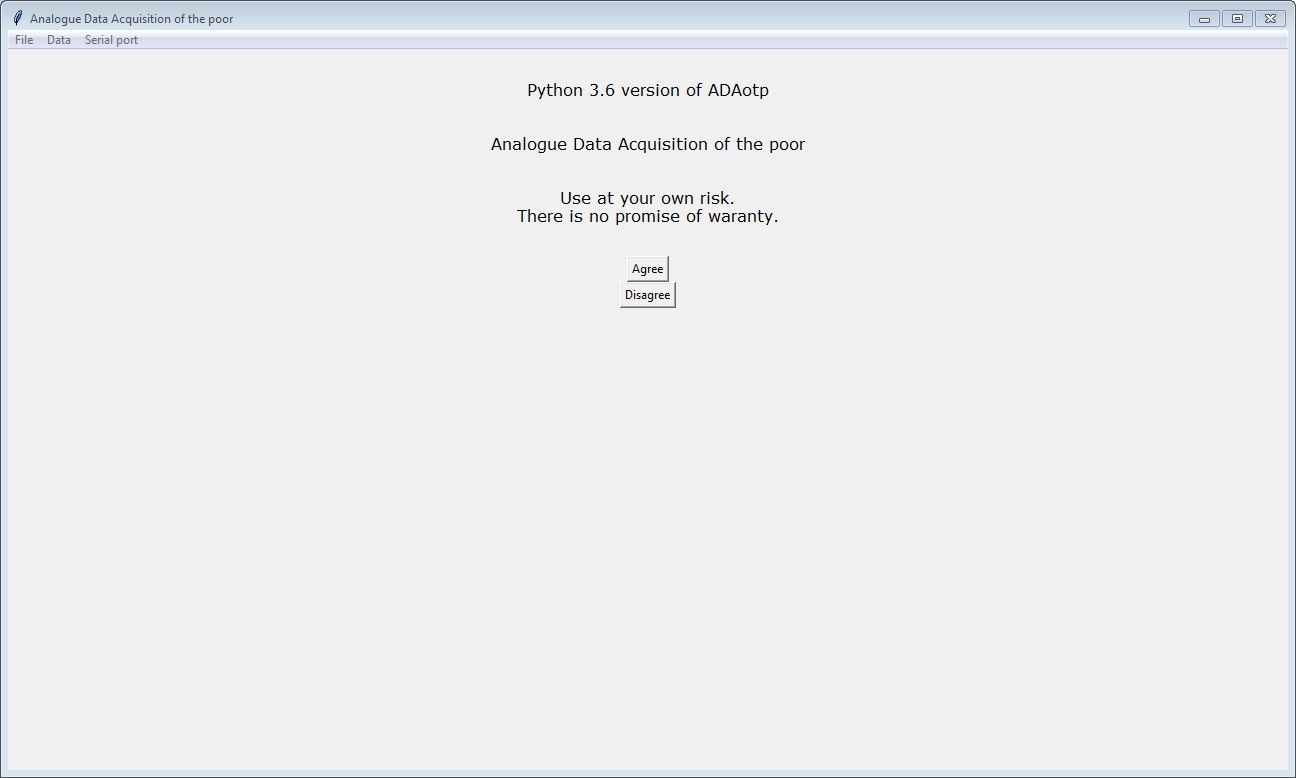 Analogue Data Acquisition of the poor
File Data Serial port
Python 3.6 version of ADAotp
Analogue Data Acquisition of the poor
Use at your own risk.
There is no promise of waranty.
Agree
Disagree